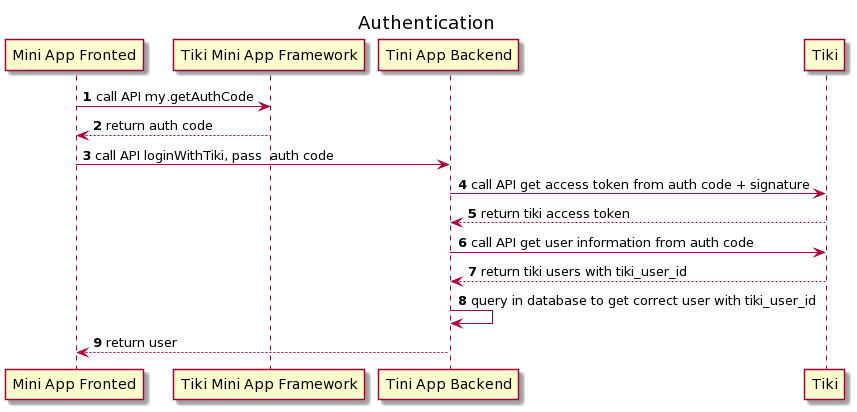 Authentication
Mini App Fronted Tiki Mini App Framework Tini App Backend Tiki
1 call API my.getAuthCode
2 return auth code
3 call API loginWithTiki, pass  auth code
4 call API get access token from auth code + signature
5 return tiki access token
6 call API get user information from auth code
7 return tiki users with tiki_user_id
8 query in database to get correct user with tiki_user_id
9 return user
Mini App Fronted Tiki Mini App Framework Tini App Backend Tiki